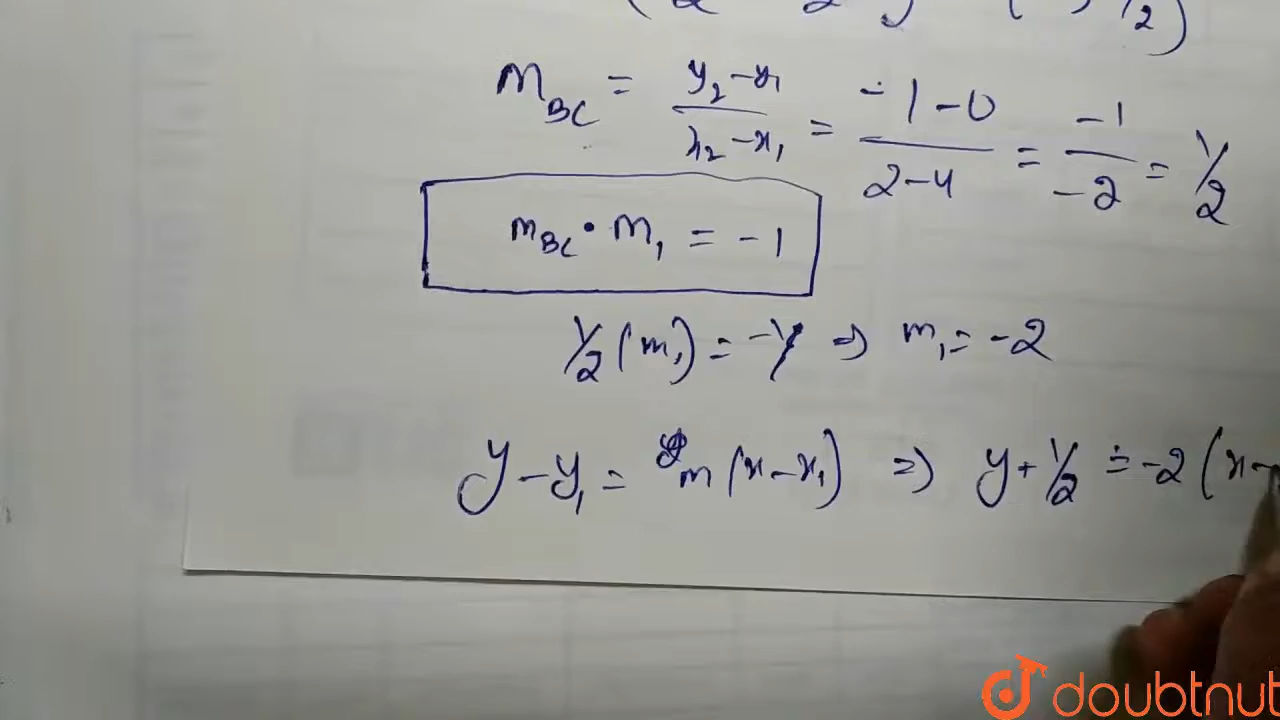 m_BC = (y₂ - y₁)/(x₂ - x₁) = (-1 - 0)/(2 - 4) = -1/-2 = 1/2
m_BC · m₁ = -1
1/2 (m₁) = -1 ⇒ m₁ = -2
y - y₁ = m (x - x₁) ⇒ y + 1/2 = -2 (x -
doubtnut